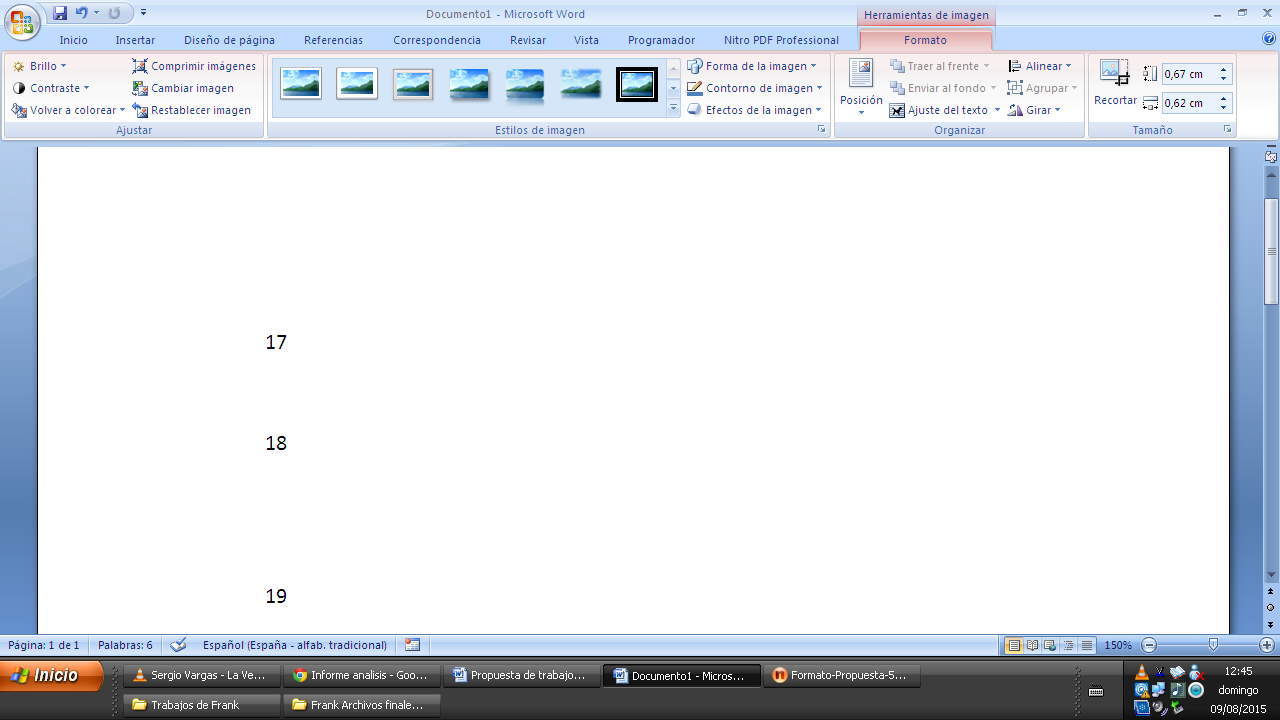 Documento1 - Microsoft Word
Herramientas de imagen
Inicio Insertar Diseño de página Referencias Correspondencia Revisar Vista Programador Nitro PDF Professional Formato
Brillo
Contraste
Volver a colorear
Comprimir imágenes
Cambiar imagen
Restablecer imagen
Ajustar
Forma de la imagen
Contorno de imagen
Efectos de la imagen
Estilos de imagen
Posición
Traer al frente
Enviar al fondo
Ajuste del texto
Alinear
Agrupar
Girar
Organizar
Recortar
0,67 cm
0,62 cm
Tamaño
17
18
19
Página: 1 de 1 Palabras: 6 Español (España - alfab. tradicional) 150%
Inicio
Sergio Vargas - La Ve... Informe analisis - Goo... Propuesta de trabajo... Documento1 - Micros... Formato-Propuesta-5...
Trabajos de Frank Frank Archivos finale...
12:45
domingo
09/08/2015